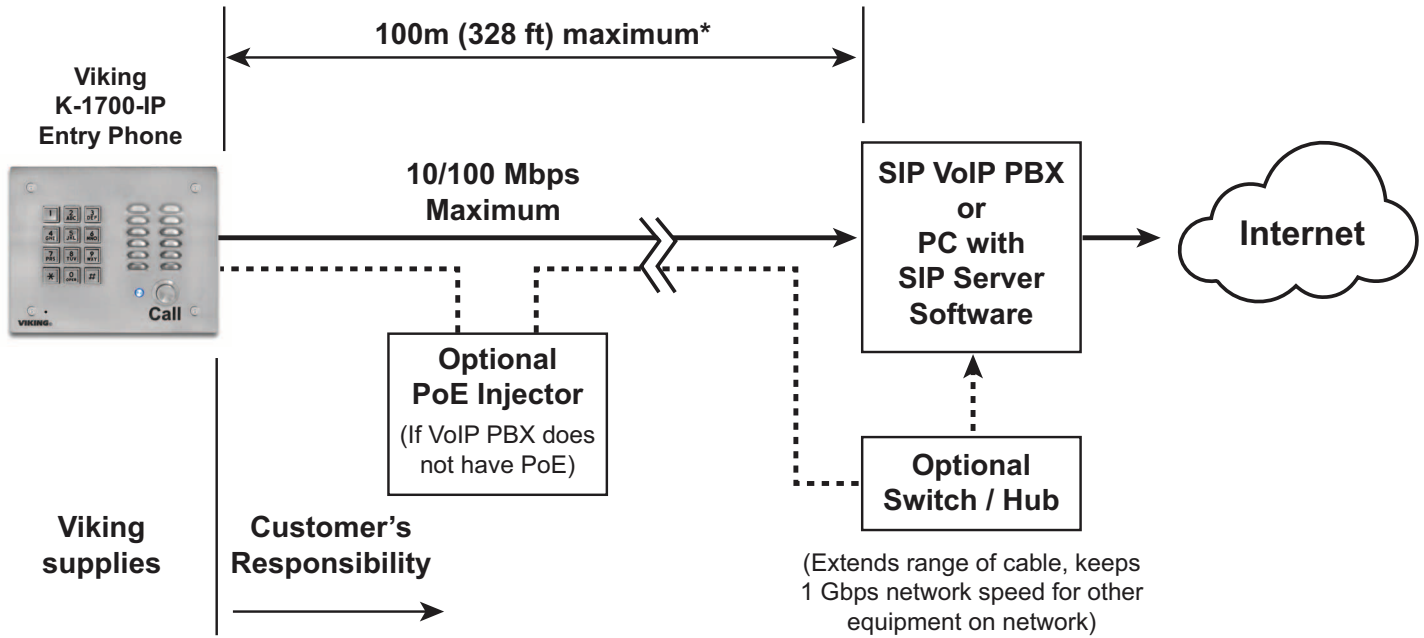 100m (328 ft) maximum*
Viking
K-1700-IP
Entry Phone
10/100 Mbps
Maximum
1
2
ABC
3
DEF
4
GHI
5
JKL
6
MNO
7
PRS
8
TUV
9
WXY
*
0
OPER
#
Call
VIKING
SIP VoIP PBX
or
PC with
SIP Server
Software
Internet
Optional
PoE Injector
(If VoIP PBX does
not have PoE)
Optional
Switch / Hub
(Extends range of cable, keeps
1 Gbps network speed for other
equipment on network)
Viking
supplies
Customer's
Responsibility